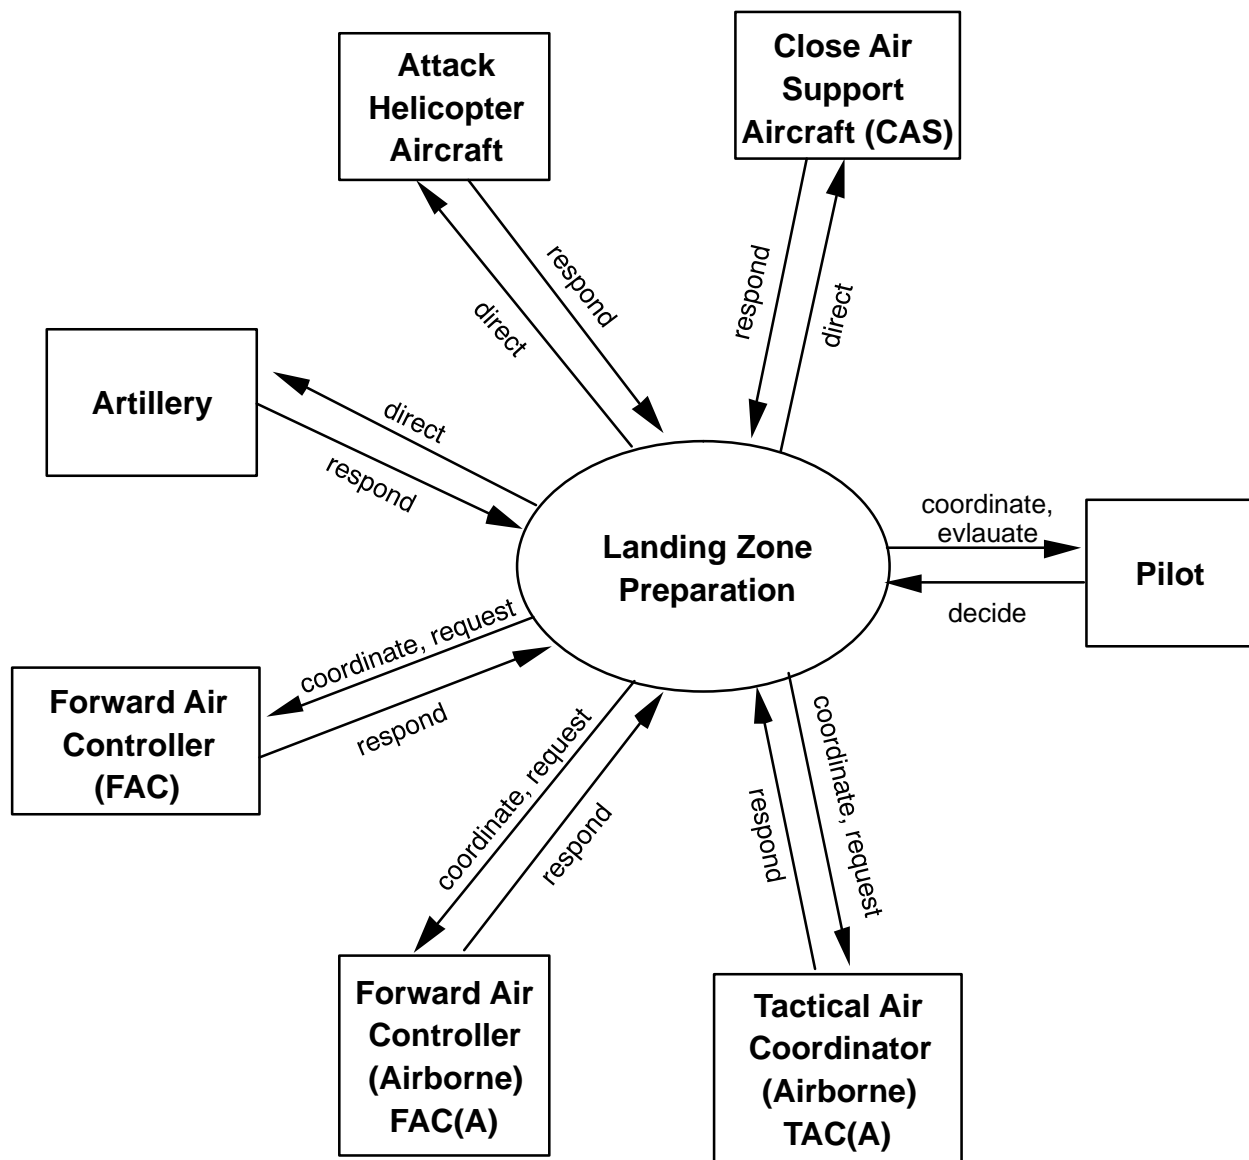 Attack
Helicopter
Aircraft
Close Air
Support
Aircraft (CAS)
respond
direct
respond
direct
Artillery
direct
respond
Landing Zone
Preparation
coordinate,
evlauate
decide
Pilot
coordinate, request
respond
Forward Air
Controller
(FAC)
coordinate, request
respond
respond
coordinate, request
Forward Air
Controller
(Airborne)
FAC(A)
Tactical Air
Coordinator
(Airborne)
TAC(A)